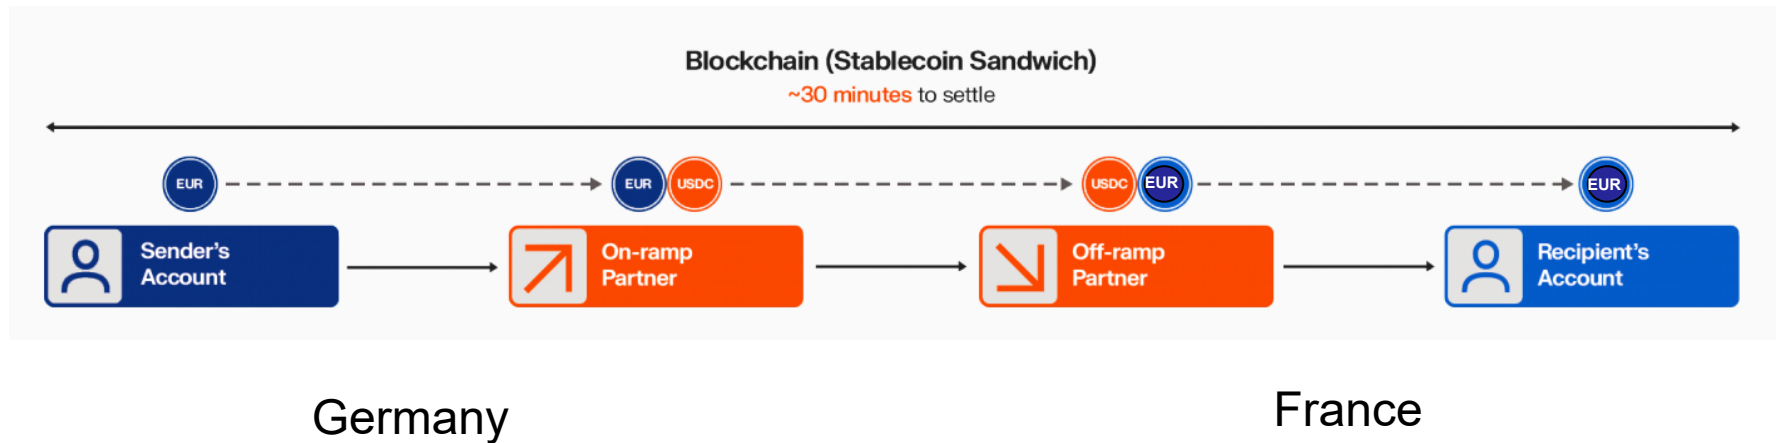 Blockchain (Stablecoin Sandwich)
~30 minutes to settle
EUR
EUR USDC
USDC EUR
EUR
Sender's
Account
On-ramp
Partner
Off-ramp
Partner
Recipient's
Account
Germany
France